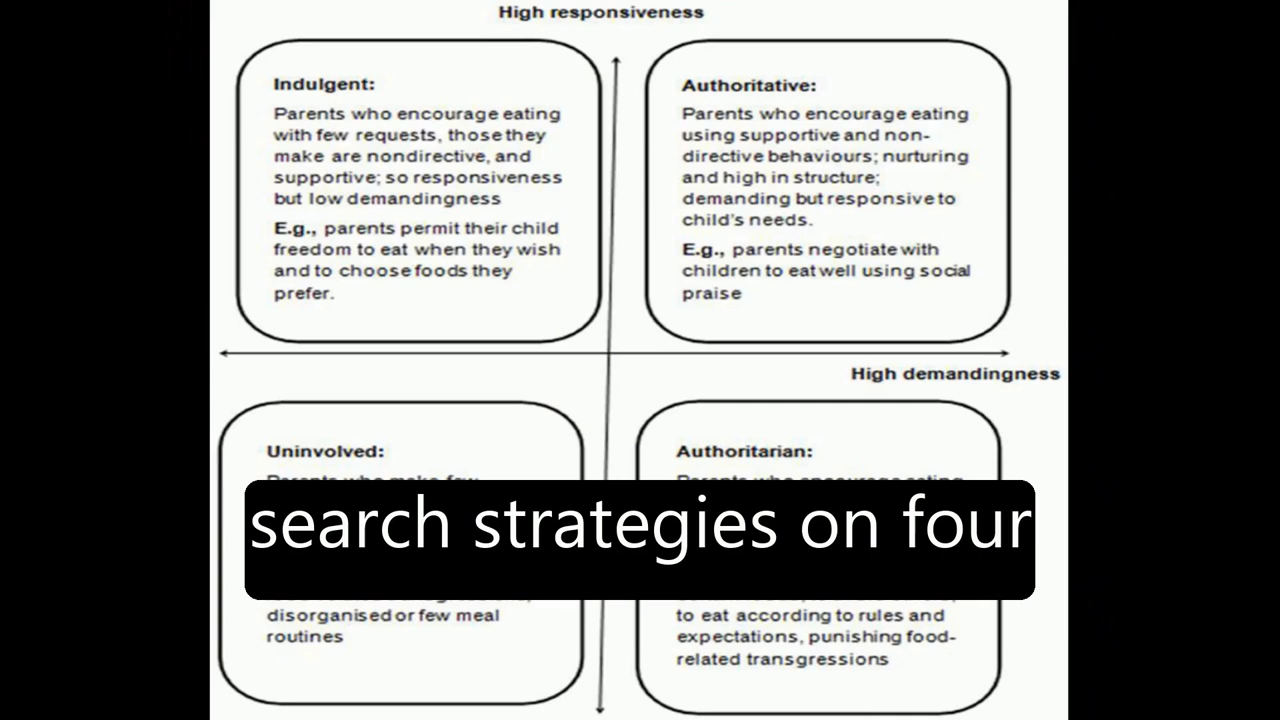 High responsiveness
Indulgent:
Parents who encourage eating
with few requests, those they
make are nondirective, and
supportive; so responsiveness
but low demandingness
E.g., parents permit their child
freedom to eat when they wish
and to choose foods they
prefer.
Authoritative:
Parents who encourage eating
using supportive and non-
directive behaviours; nurturing
and high in structure;
demanding but responsive to
child's needs.
E.g., parents negotiate with
children to eat well using social
praise
High demandingness
Uninvolved:
disorganised or few meal
routines
Authoritarian:
to eat according to rules and
expectations, punishing food-
related transgressions
search strategies on four